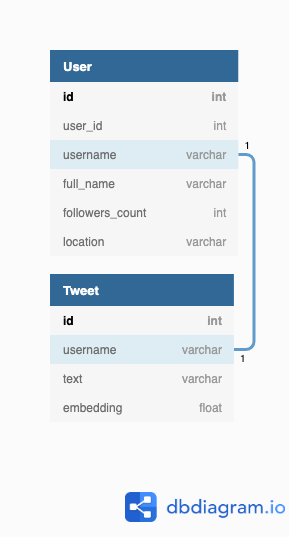 User
id int
user_id int
username varchar
1
full_name varchar
followers_count int
location varchar
Tweet
id int
username varchar
1
text varchar
embedding float
dbdiagram.io